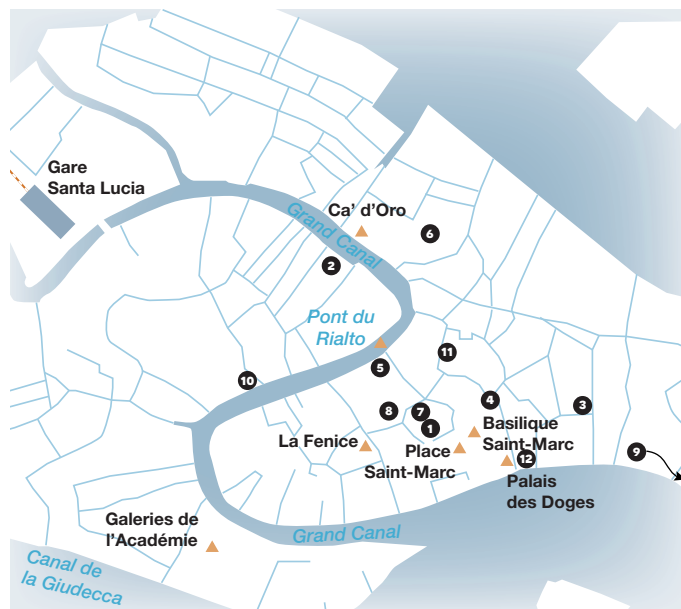 Gare
Santa Lucia
Ca' d'Oro
6
Grand Canal
2
Pont du
Rialto
11
5
10
4
3
8
7
1
Basilique
Saint-Marc
La Fenice
Place
Saint-Marc
12
9
Palais
des Doges
Galeries de
l'Académie
Grand Canal
Canal de
la Giudecca